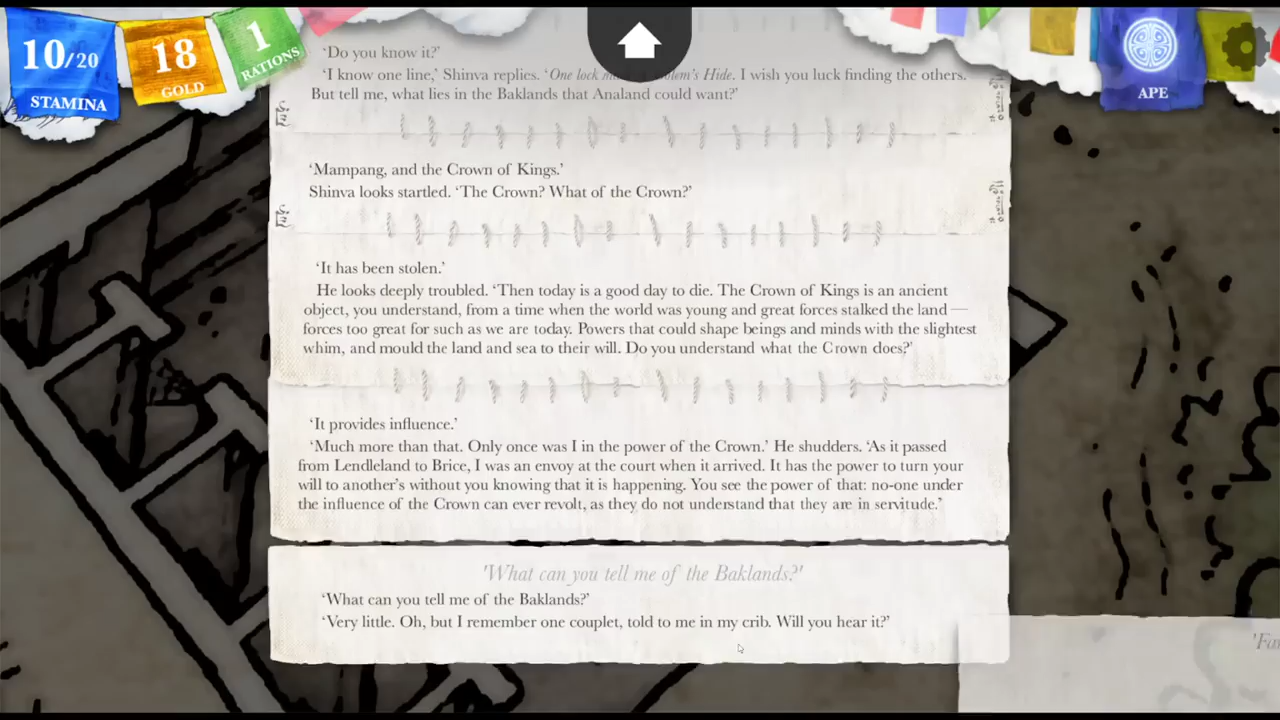 10/20
STAMINA
18
GOLD
1
RATIONS
APE
‘Do you know it?’
‘I know one line,’ Shinva replies. ‘One lock Hide. I wish you luck finding the others.
But tell me, what lies in the Baklands that Analand could want?’
‘Mampang, and the Crown of Kings.’
Shinva looks startled. ‘The Crown? What of the Crown?’
‘It has been stolen.’
He looks deeply troubled. ‘Then today is a good day to die. The Crown of Kings is an ancient
object, you understand, from a time when the world was young and great forces stalked the land —
forces too great for such as we are today. Powers that could shape beings and minds with the slightest
whim, and mould the land and sea to their will. Do you understand what the Crown does?’
‘It provides influence.’
‘Much more than that. Only once was I in the power of the Crown.’ He shudders. ‘As it passed
from Lendleland to Brice, I was an envoy at the court when it arrived. It has the power to turn your
will to another’s without you knowing that it is happening. You see the power of that: no-one under
the influence of the Crown can ever revolt, as they do not understand that they are in servitude.’
'What can you tell me of the Baklands?'
‘What can you tell me of the Baklands?’
‘Very little. Oh, but I remember one couplet, told to me in my crib. Will you hear it?’